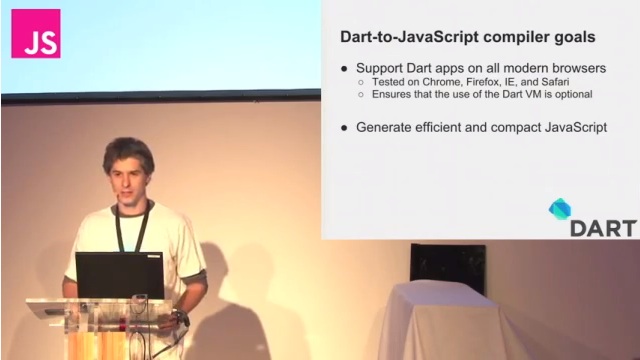 JS
Dart-to-JavaScript compiler goals
● Support Dart apps on all modern browsers
○ Tested on Chrome, Firefox, IE, and Safari
○ Ensures that the use of the Dart VM is optional
● Generate efficient and compact JavaScript
DART